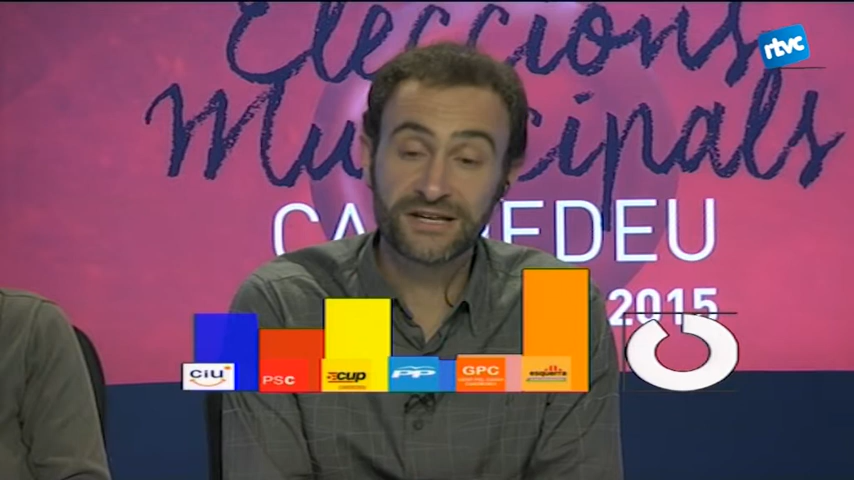 Eleccions
rtvc
Municipals
CA EDEU
2015
CiU
PSC
cup
PP
GPC
esquerra